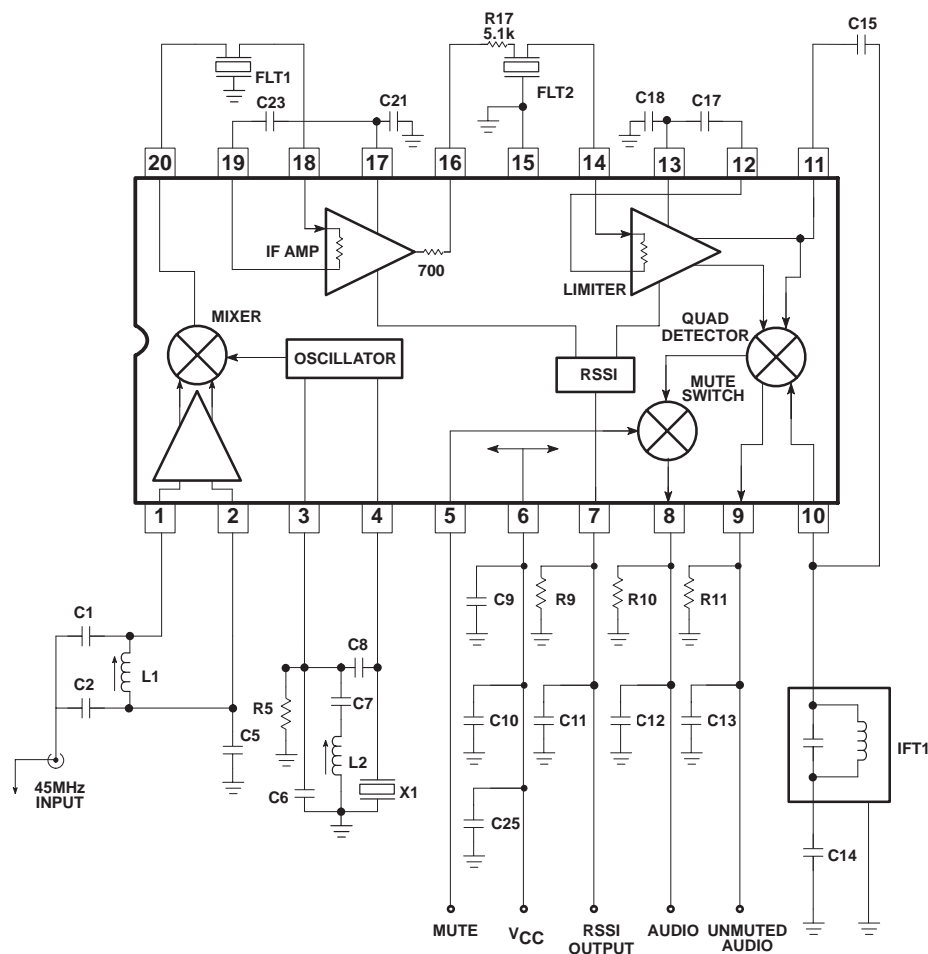 R17
5.1k
C15
FLT1
FLT2
C23
C21
C18
C17
20
19
18
17
16
15
14
13
12
11
IF AMP
700
LIMITER
MIXER
QUAD
DETECTOR
OSCILLATOR
RSSI
MUTE
SWITCH
1
2
3
4
5
6
7
8
9
10
C1
C2
L1
C5
45MHz
INPUT
C8
R5
C7
L2
C6
X1
C9
R9
R10
R11
C10
C11
C12
C13
C25
IFT1
C14
MUTE
VCC
RSSI
OUTPUT
AUDIO
UNMUTED
AUDIO